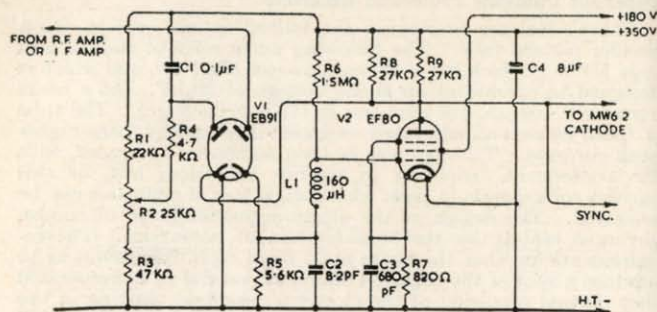 +180 V
+350V
FROM R.F AMP.
OR I F AMP
C1 0·1μF
R6
1·5MΩ
R8
27KΩ
R9
27KΩ
C4 8μF
V1
EB91
V2 EF80
TO MW6 2
CATHODE
R1
22KΩ
R4
4·7
KΩ
L1
160
μH
R2 25KΩ
SYNC.
R3
47KΩ
R5
5·6KΩ
C2
8·2PF
C3
680
pF
R7
820Ω
H.T.-